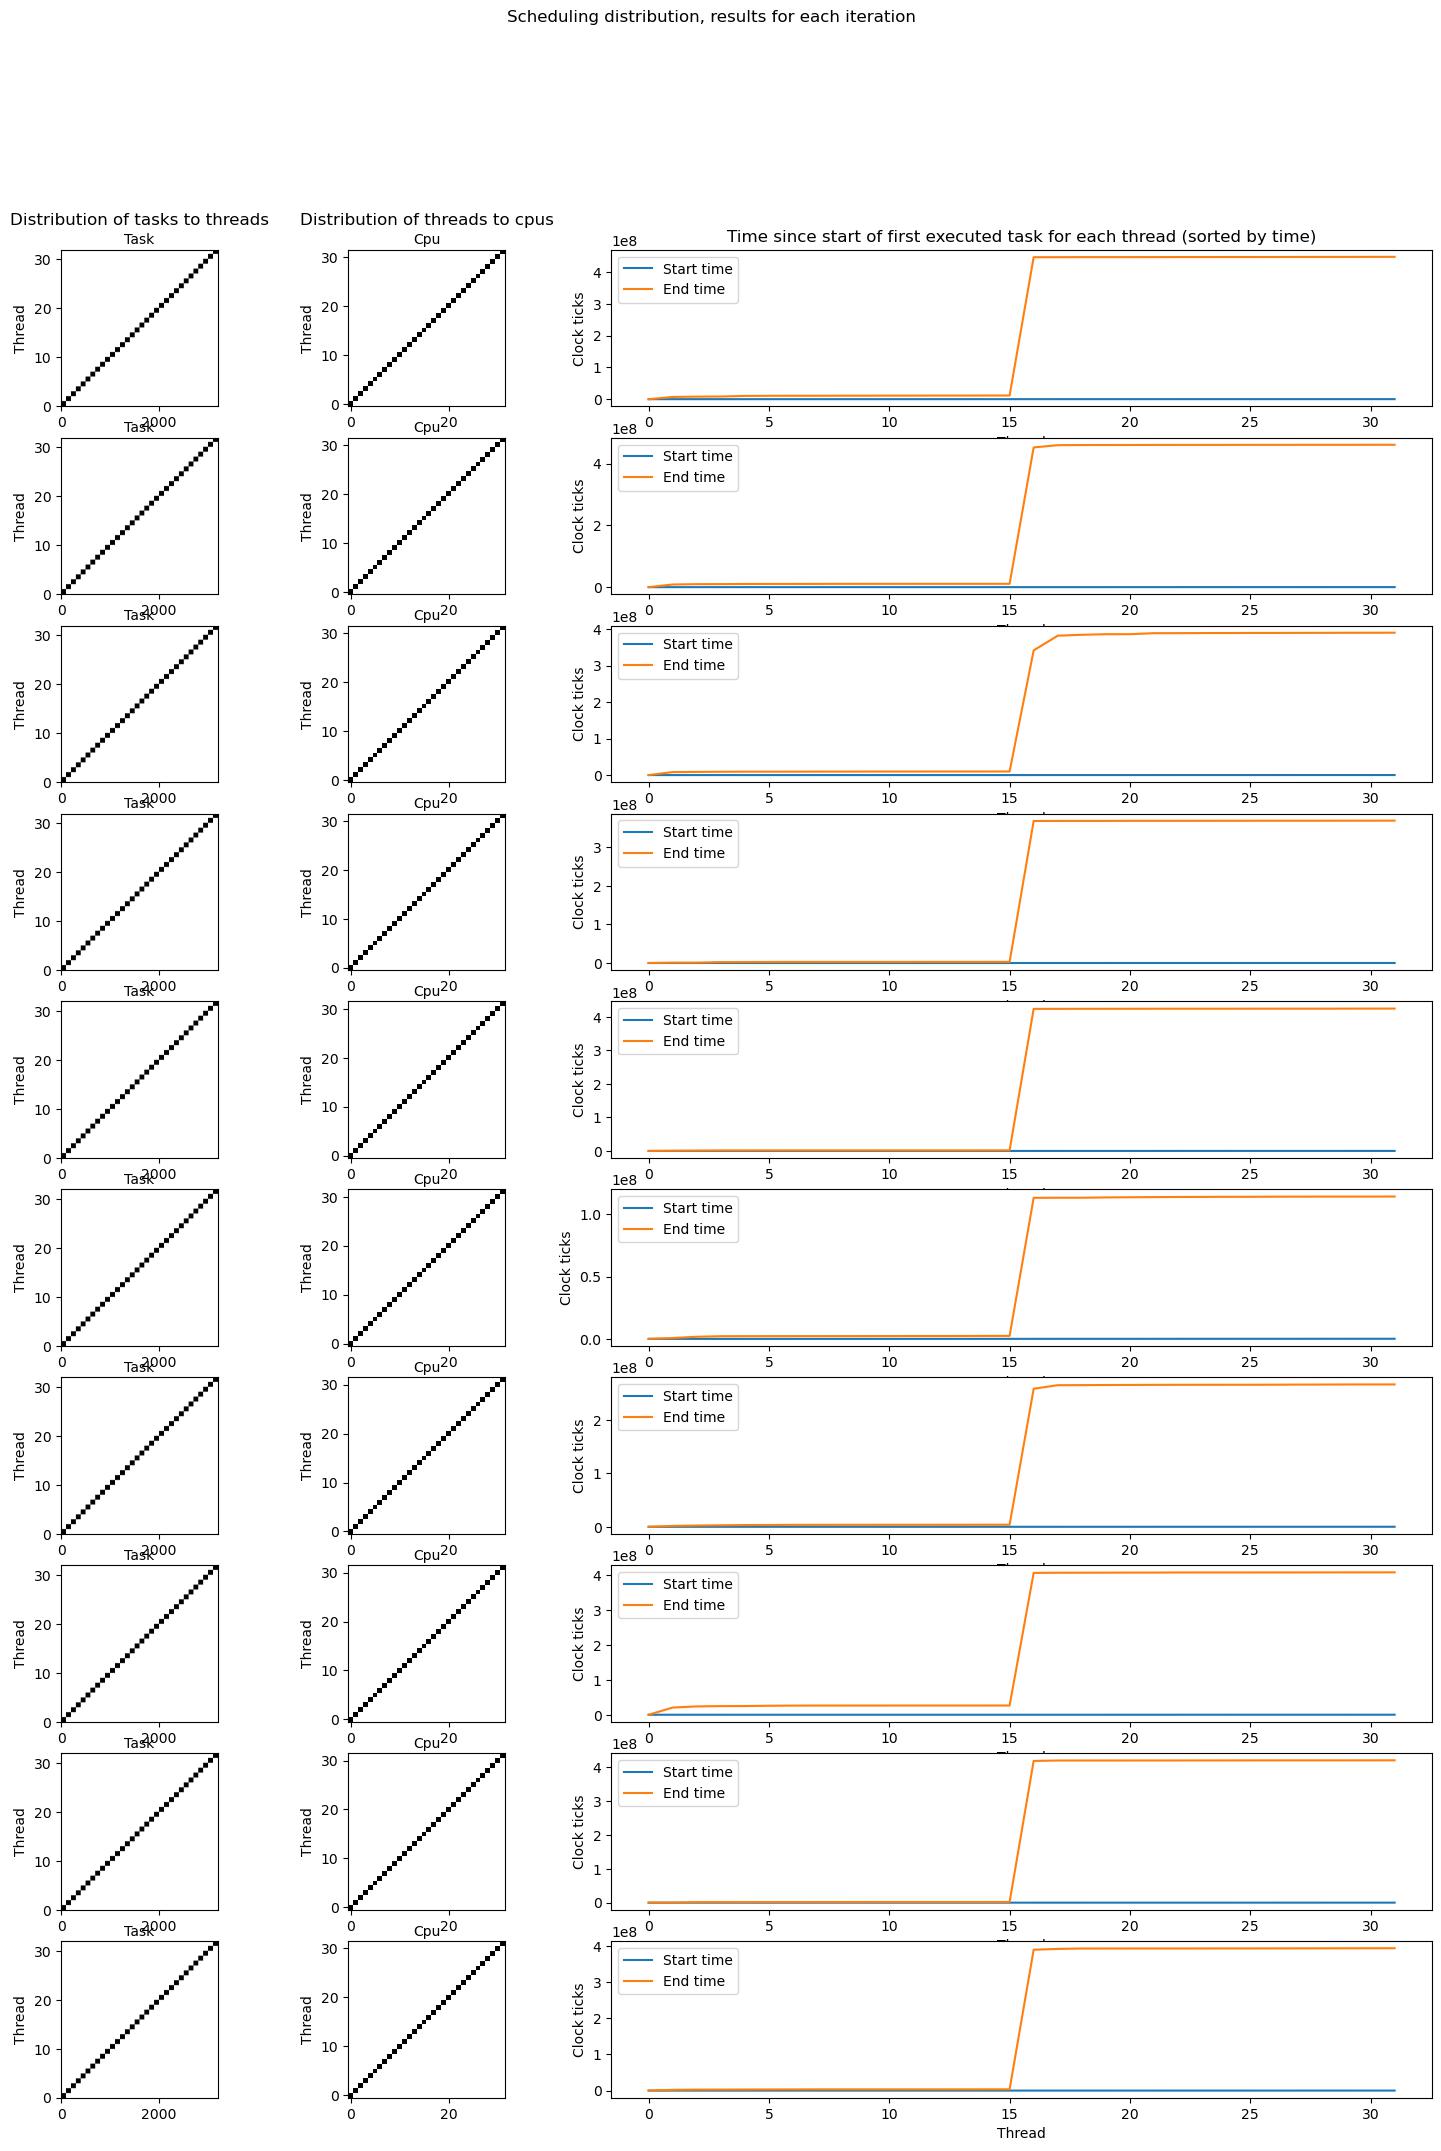 Scheduling distribution, results for each iteration
Distribution of tasks to threads
Distribution of threads to cpus
Time since start of first executed task for each thread (sorted by time)
Task
Thread
30
20
10
0
0 2000
Cpu
Thread
30
20
10
0
0 20
1e8
Start time
End time
Clock ticks
4
3
2
1
0
0 5 10 15 20 25 30
Task
Thread
30
20
10
0
0 2000
Cpu
Thread
30
20
10
0
0 20
1e8
Start time
End time
Clock ticks
4
2
0
0 5 10 15 20 25 30
Task
Thread
30
20
10
0
0 2000
Cpu
Thread
30
20
10
0
0 20
1e8
Start time
End time
Clock ticks
4
3
2
1
0
0 5 10 15 20 25 30
Task
Thread
30
20
10
0
0 2000
Cpu
Thread
30
20
10
0
0 20
1e8
Start time
End time
Clock ticks
3
2
1
0
0 5 10 15 20 25 30
Task
Thread
30
20
10
0
0 2000
Cpu
Thread
30
20
10
0
0 20
1e8
Start time
End time
Clock ticks
4
3
2
1
0
0 5 10 15 20 25 30
Task
Thread
30
20
10
0
0 2000
Cpu
Thread
30
20
10
0
0 20
1e8
Start time
End time
Clock ticks
1.0
0.5
0.0
0 5 10 15 20 25 30
Task
Thread
30
20
10
0
0 2000
Cpu
Thread
30
20
10
0
0 20
1e8
Start time
End time
Clock ticks
2
1
0
0 5 10 15 20 25 30
Task
Thread
30
20
10
0
0 2000
Cpu
Thread
30
20
10
0
0 20
1e8
Start time
End time
Clock ticks
4
3
2
1
0
0 5 10 15 20 25 30
Task
Thread
30
20
10
0
0 2000
Cpu
Thread
30
20
10
0
0 20
1e8
Start time
End time
Clock ticks
4
3
2
1
0
0 5 10 15 20 25 30
Task
Thread
30
20
10
0
0 2000
Cpu
Thread
30
20
10
0
0 20
1e8
Start time
End time
Clock ticks
4
3
2
1
0
0 5 10 15 20 25 30
Thread